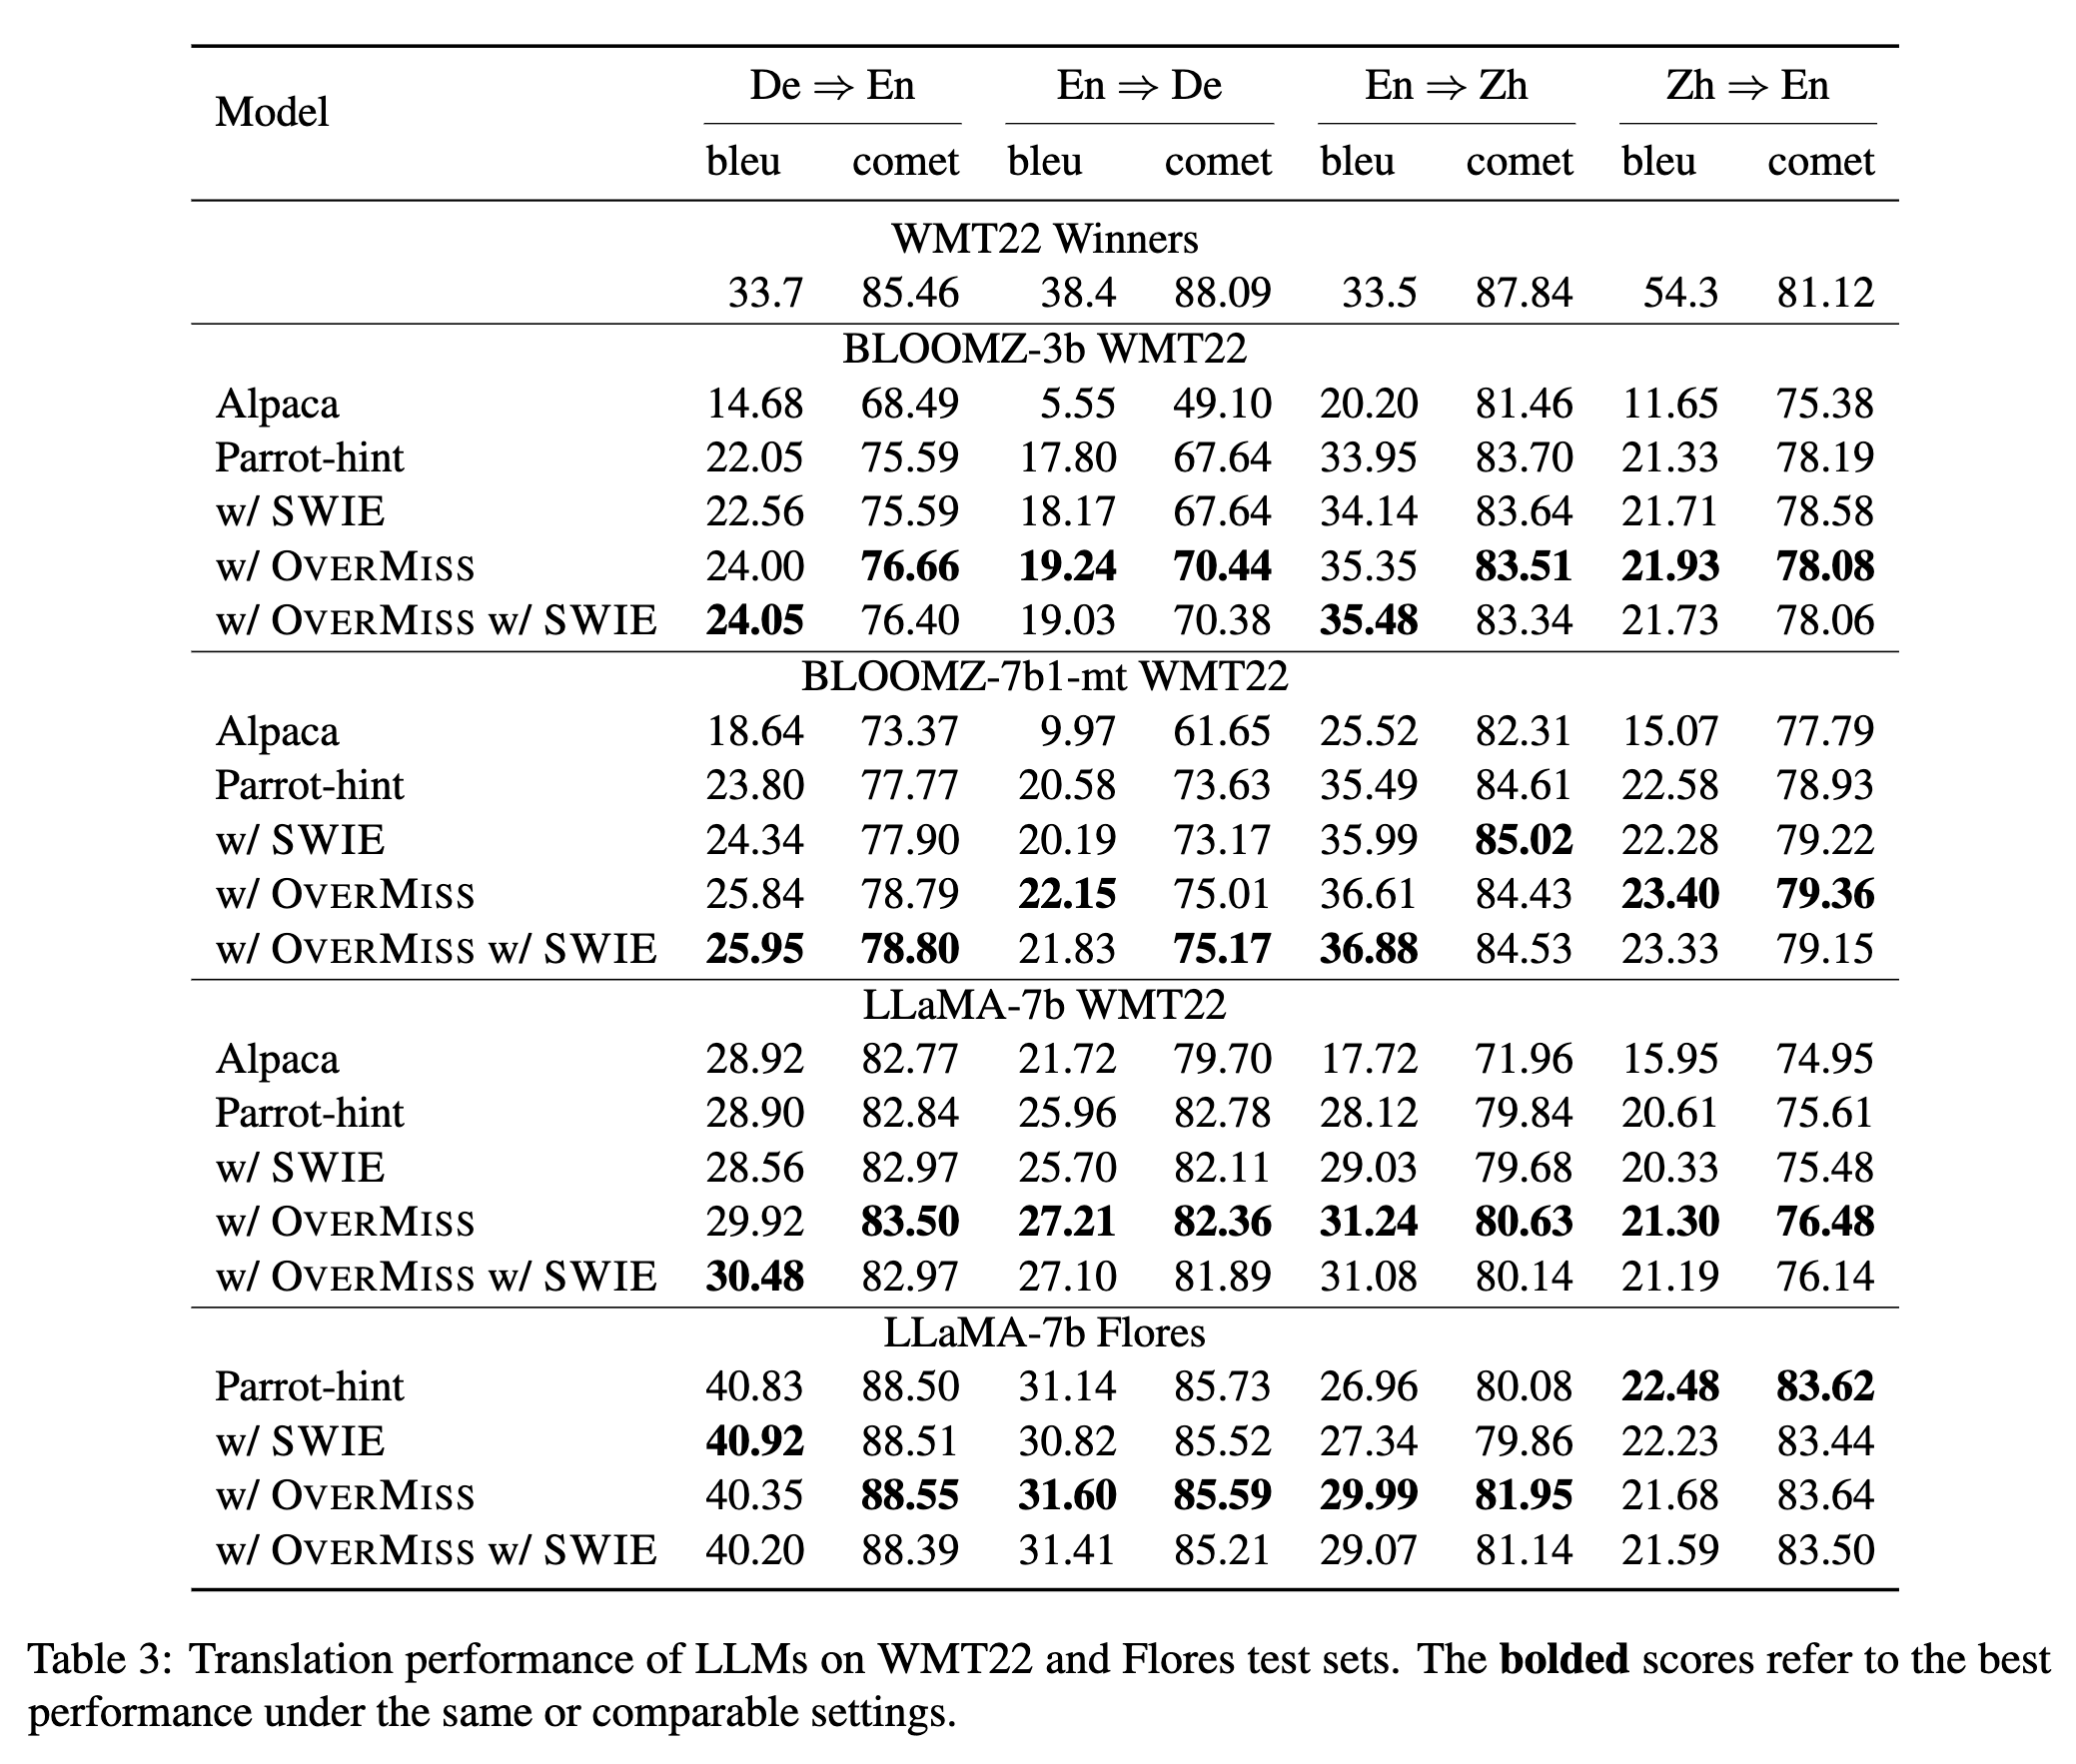 Model De ⇒ En En ⇒ De En ⇒ Zh Zh ⇒ En
bleu comet bleu comet bleu comet bleu comet
WMT22 Winners
33.7 85.46 38.4 88.09 33.5 87.84 54.3 81.12
BLOOMZ-3b WMT22
Alpaca 14.68 68.49 5.55 49.10 20.20 81.46 11.65 75.38
Parrot-hint 22.05 75.59 17.80 67.64 33.95 83.70 21.33 78.19
w/ SWIE 22.56 75.59 18.17 67.64 34.14 83.64 21.71 78.58
w/ OVERMISS 24.00 76.66 19.24 70.44 35.35 83.51 21.93 78.08
w/ OVERMISS w/ SWIE 24.05 76.40 19.03 70.38 35.48 83.34 21.73 78.06
BLOOMZ-7b1-mt WMT22
Alpaca 18.64 73.37 9.97 61.65 25.52 82.31 15.07 77.79
Parrot-hint 23.80 77.77 20.58 73.63 35.49 84.61 22.58 78.93
w/ SWIE 24.34 77.90 20.19 73.17 35.99 85.02 22.28 79.22
w/ OVERMISS 25.84 78.79 22.15 75.01 36.61 84.43 23.40 79.36
w/ OVERMISS w/ SWIE 25.95 78.80 21.83 75.17 36.88 84.53 23.33 79.15
LLaMA-7b WMT22
Alpaca 28.92 82.77 21.72 79.70 17.72 71.96 15.95 74.95
Parrot-hint 28.90 82.84 25.96 82.78 28.12 79.84 20.61 75.61
w/ SWIE 28.56 82.97 25.70 82.11 29.03 79.68 20.33 75.48
w/ OVERMISS 29.92 83.50 27.21 82.36 31.24 80.63 21.30 76.48
w/ OVERMISS w/ SWIE 30.48 82.97 27.10 81.89 31.08 80.14 21.19 76.14
LLaMA-7b Flores
Parrot-hint 40.83 88.50 31.14 85.73 26.96 80.08 22.48 83.62
w/ SWIE 40.92 88.51 30.82 85.52 27.34 79.86 22.23 83.44
w/ OVERMISS 40.35 88.55 31.60 85.59 29.99 81.95 21.68 83.64
w/ OVERMISS w/ SWIE 40.20 88.39 31.41 85.21 29.07 81.14 21.59 83.50
Table 3: Translation performance of LLMs on WMT22 and Flores test sets. The bolded scores refer to the best
performance under the same or comparable settings.